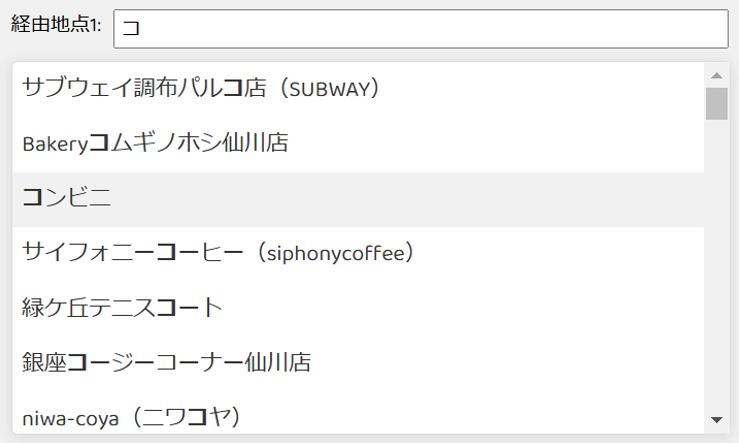 経由地点1: コ
サブウェイ調布パルコ店（SUBWAY）
Bakeryコムギノホシ仙川店
コンビニ
サイフォニーコーヒー（siphonycoffee）
緑ケ丘テニスコート
銀座コージーコーナー仙川店
niwa-coya（ニワコヤ）